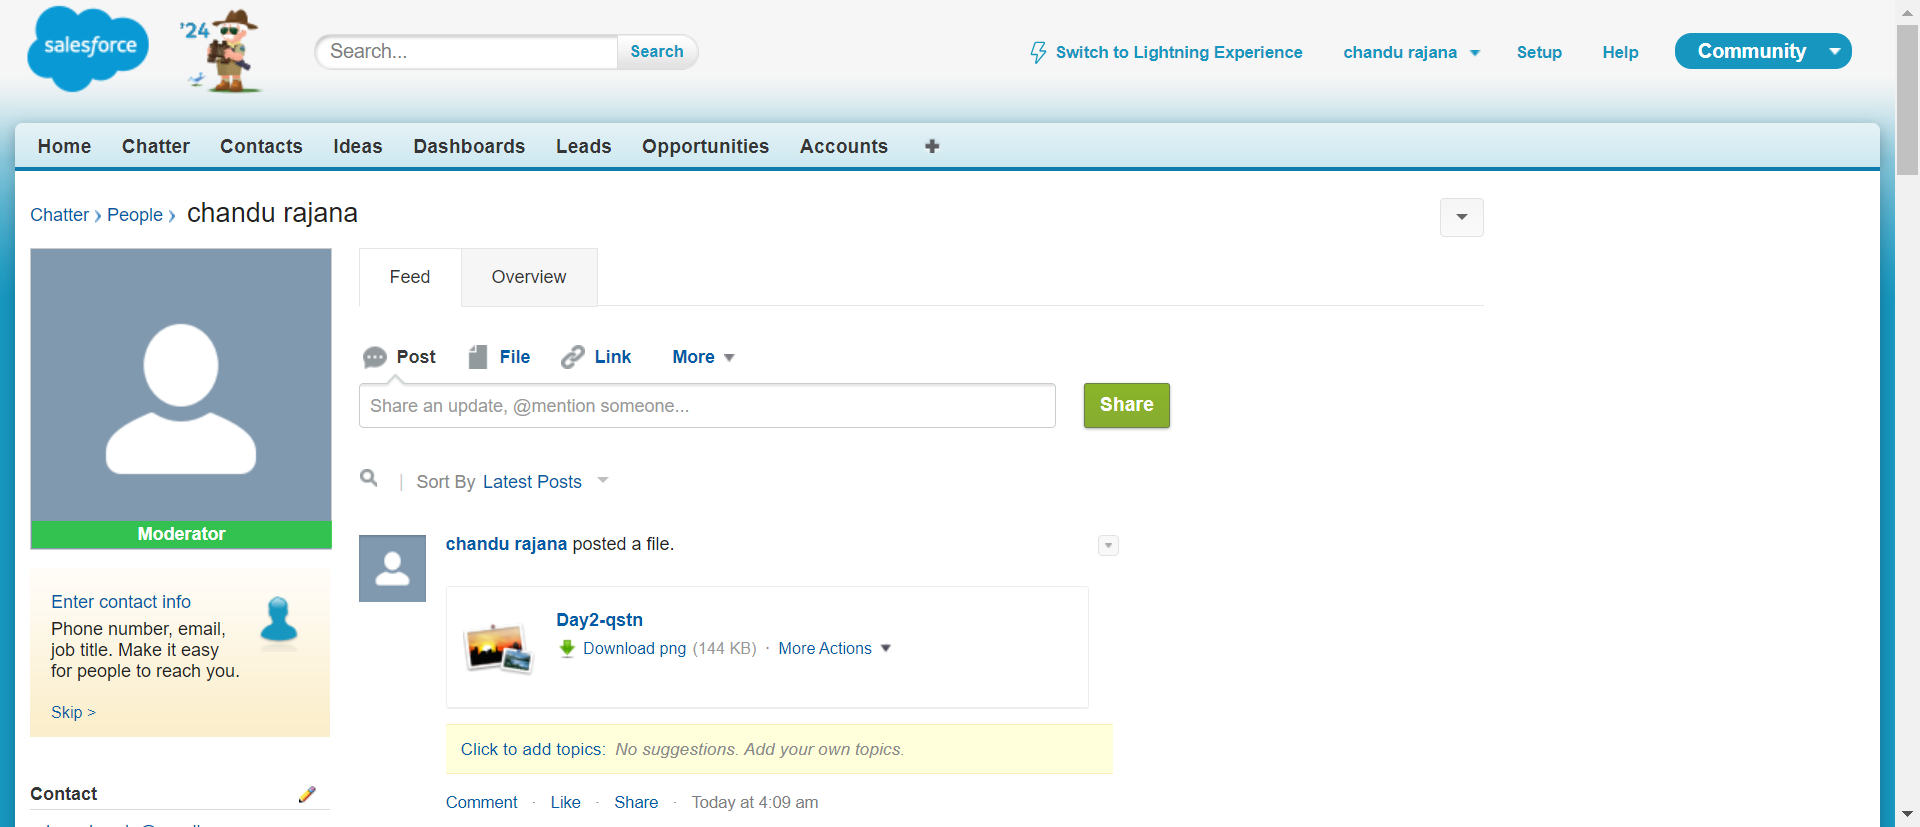 salesforce
'24
Search...
Search
Switch to Lightning Experience
chandu rajana
Setup
Help
Community
Home
Chatter
Contacts
Ideas
Dashboards
Leads
Opportunities
Accounts
Chatter › People › chandu rajana
Feed
Overview
Post
File
Link
More
Share an update, @mention someone...
Share
Sort By Latest Posts
Moderator
Enter contact info
Phone number, email,
job title. Make it easy
for people to reach you.
Skip >
Contact
chandu rajana posted a file.
Day2-qstn
Download png (144 KB) · More Actions
Click to add topics: No suggestions. Add your own topics.
Comment · Like · Share · Today at 4:09 am